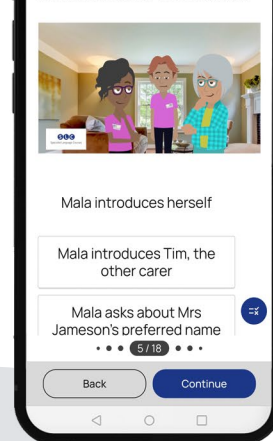 SLC
Mala introduces herself
Mala introduces Tim, the
other carer
Mala asks about Mrs
Jameson's preferred name
5/18
Back
Continue